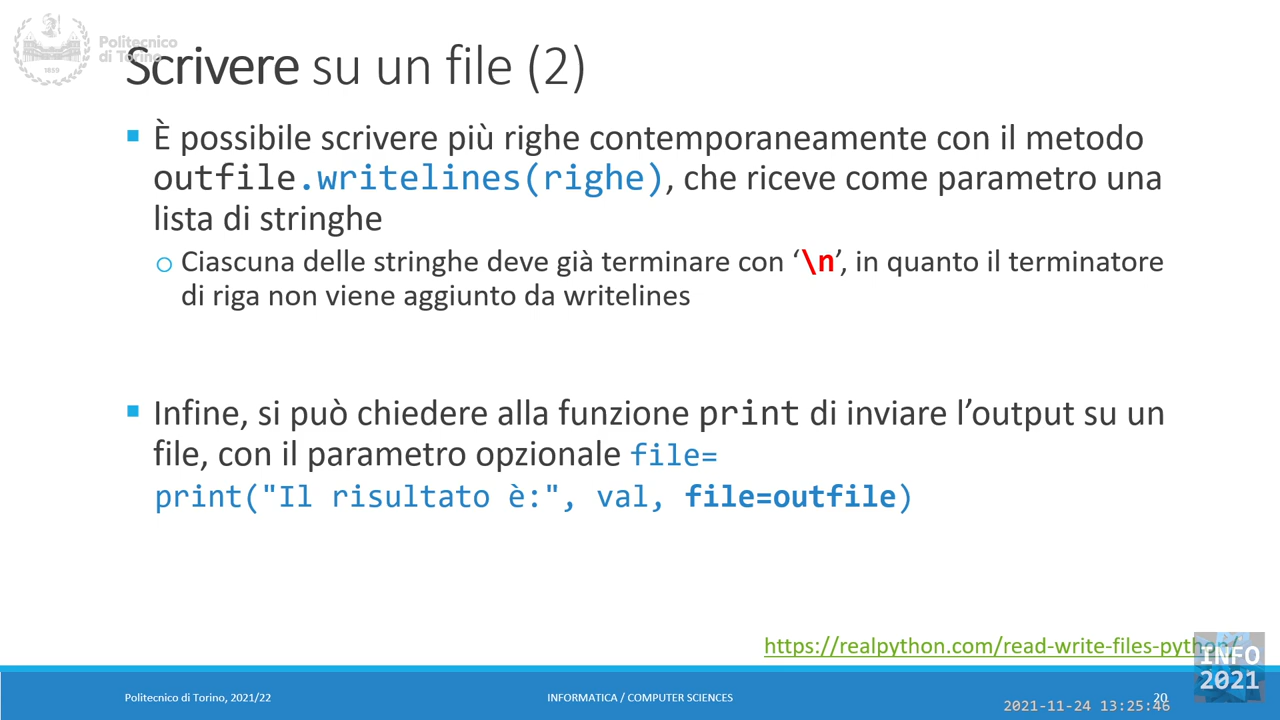 Politecnico
di Torino
1859
Scrivere su un file (2)
È possibile scrivere più righe contemporaneamente con il metodo
outfile.writelines(righe), che riceve come parametro una
lista di stringhe
Ciascuna delle stringhe deve già terminare con ‘\n’, in quanto il terminatore
di riga non viene aggiunto da writelines
Infine, si può chiedere alla funzione print di inviare l’output su un
file, con il parametro opzionale file=
print("Il risultato è:", val, file=outfile)
https://realpython.com/read-write-files-python/
INFO
2021
Politecnico di Torino, 2021/22
INFORMATICA / COMPUTER SCIENCES
20
2021-11-24 13:25:46